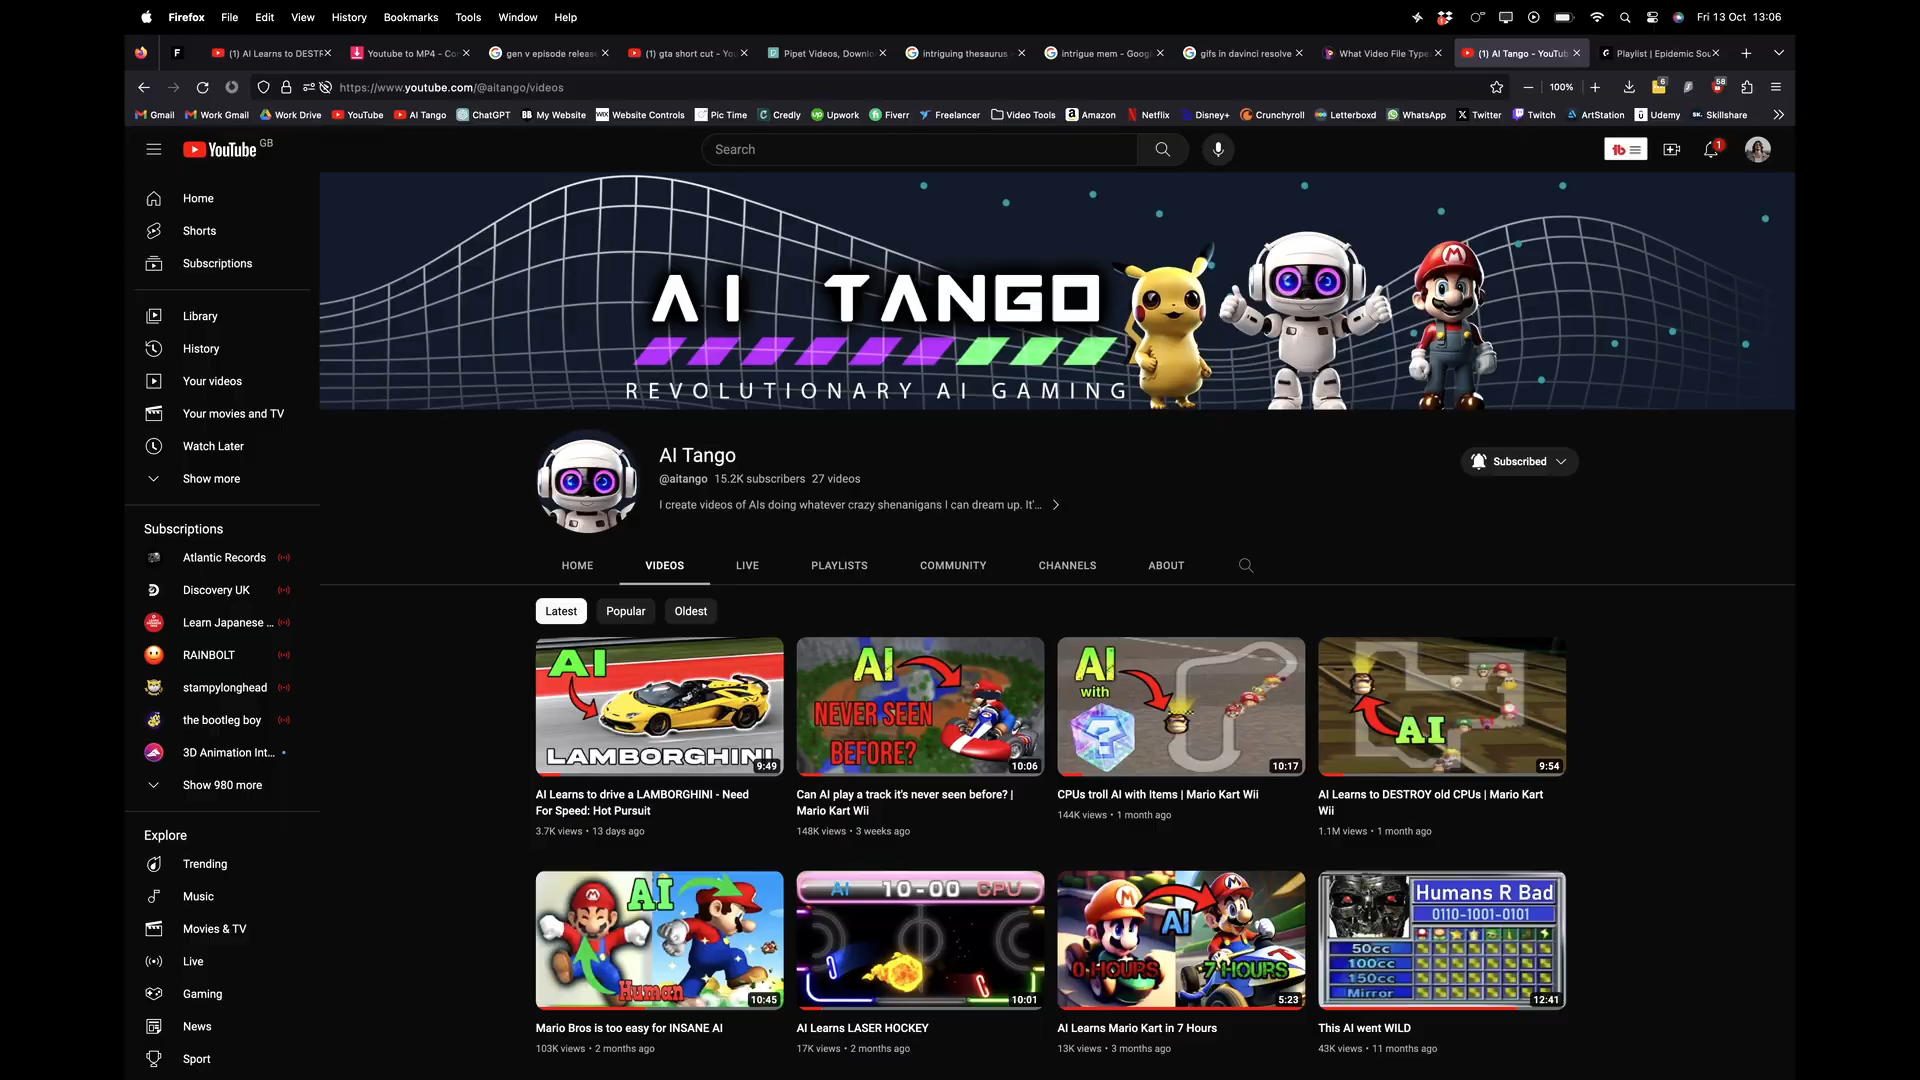 Firefox File Edit View History Bookmarks Tools Window Help
Fri 13 Oct 13:06
F
(1) AI Learns to DESTR
Youtube to MP4 - Co
gen v episode releas
(1) gta short cut - You
Pipet Videos, Downlo
intriguing thesaurus
intrigue mem - Googl
gifs in davinci resolve
What Video File Type
(1) AI Tango - YouTub
Playlist | Epidemic Sou
https://www.youtube.com/@aitango/videos
100%
6
58
Gmail Work Gmail Work Drive YouTube AI Tango ChatGPT My Website Website Controls Pic Time Credly Upwork Fiverr Freelancer Video Tools Amazon Netflix Disney+ Crunchyroll Letterboxd WhatsApp Twitter Twitch ArtStation Udemy Skillshare
YouTube GB
Search
1
Home
Shorts
Subscriptions
Library
History
Your videos
Your movies and TV
Watch Later
Show more
Subscriptions
Atlantic Records
Discovery UK
Learn Japanese ...
RAINBOLT
stampylonghead
the bootleg boy
3D Animation Int...
Show 980 more
Explore
Trending
Music
Movies & TV
Live
Gaming
News
Sport
AI TANGO
REVOLUTIONARY AI GAMING
AI Tango
@aitango 15.2K subscribers 27 videos
I create videos of AIs doing whatever crazy shenanigans I can dream up. It'...
Subscribed
HOME VIDEOS LIVE PLAYLISTS COMMUNITY CHANNELS ABOUT
Latest Popular Oldest
AI
LAMBORGHINI
9:49
AI Learns to drive a LAMBORGHINI - Need
For Speed: Hot Pursuit
3.7K views • 13 days ago
AI
NEVER SEEN
BEFORE?
10:06
Can AI play a track it's never seen before? |
Mario Kart Wii
148K views • 3 weeks ago
AI
with
?
10:17
CPUs troll AI with Items | Mario Kart Wii
144K views • 1 month ago
AI
9:54
AI Learns to DESTROY old CPUs | Mario Kart
Wii
1.1M views • 1 month ago
AI
Human
10:45
Mario Bros is too easy for INSANE AI
103K views • 2 months ago
AI 10-00 CPU
10:01
AI Learns LASER HOCKEY
17K views • 2 months ago
AI
0 HOURS
7 HOURS
5:23
AI Learns Mario Kart in 7 Hours
13K views • 3 months ago
Humans R Bad
0110-1001-0101
50cc
100cc
150cc
Mirror
12:41
This AI went WILD
43K views • 11 months ago